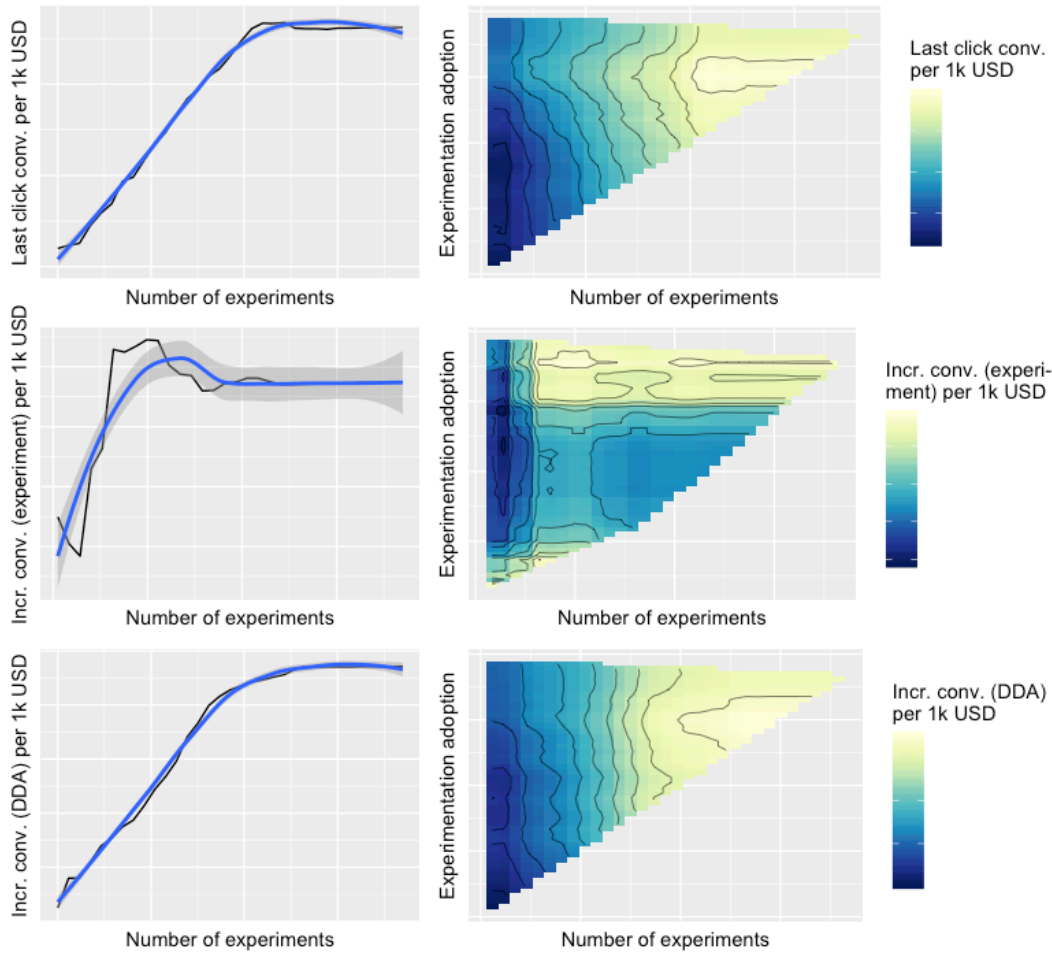 Last click conv. per 1k USD
Number of experiments
Experimentation adoption
Number of experiments
Last click conv.
per 1k USD
Incr. conv. (experiment) per 1k USD
Number of experiments
Experimentation adoption
Number of experiments
Incr. conv. (experi-
ment) per 1k USD
Incr. conv. (DDA) per 1k USD
Number of experiments
Experimentation adoption
Number of experiments
Incr. conv. (DDA)
per 1k USD